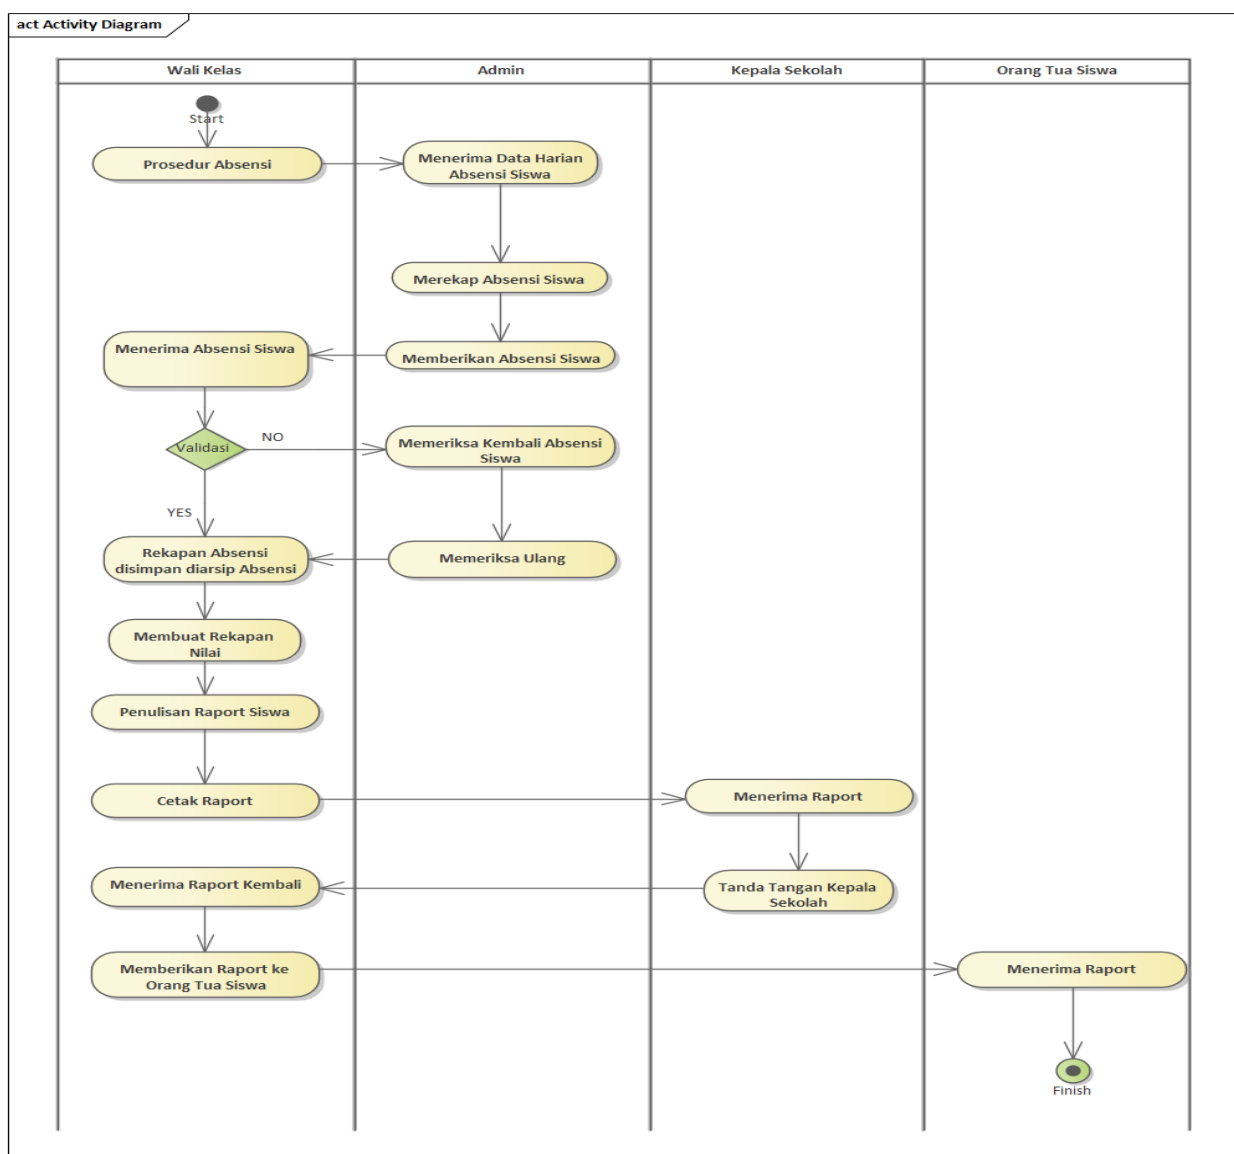 act Activity Diagram
Wali Kelas
Admin
Kepala Sekolah
Orang Tua Siswa
Start
Prosedur Absensi
Menerima Data Harian
Absensi Siswa
Merekap Absensi Siswa
Menerima Absensi Siswa
Memberikan Absensi Siswa
Validasi
NO
Memeriksa Kembali Absensi
Siswa
YES
Rekapan Absensi
disimpan diarsip Absensi
Memeriksa Ulang
Membuat Rekapan
Nilai
Penulisan Raport Siswa
Cetak Raport
Menerima Raport
Menerima Raport Kembali
Tanda Tangan Kepala
Sekolah
Memberikan Raport ke
Orang Tua Siswa
Menerima Raport
Finish